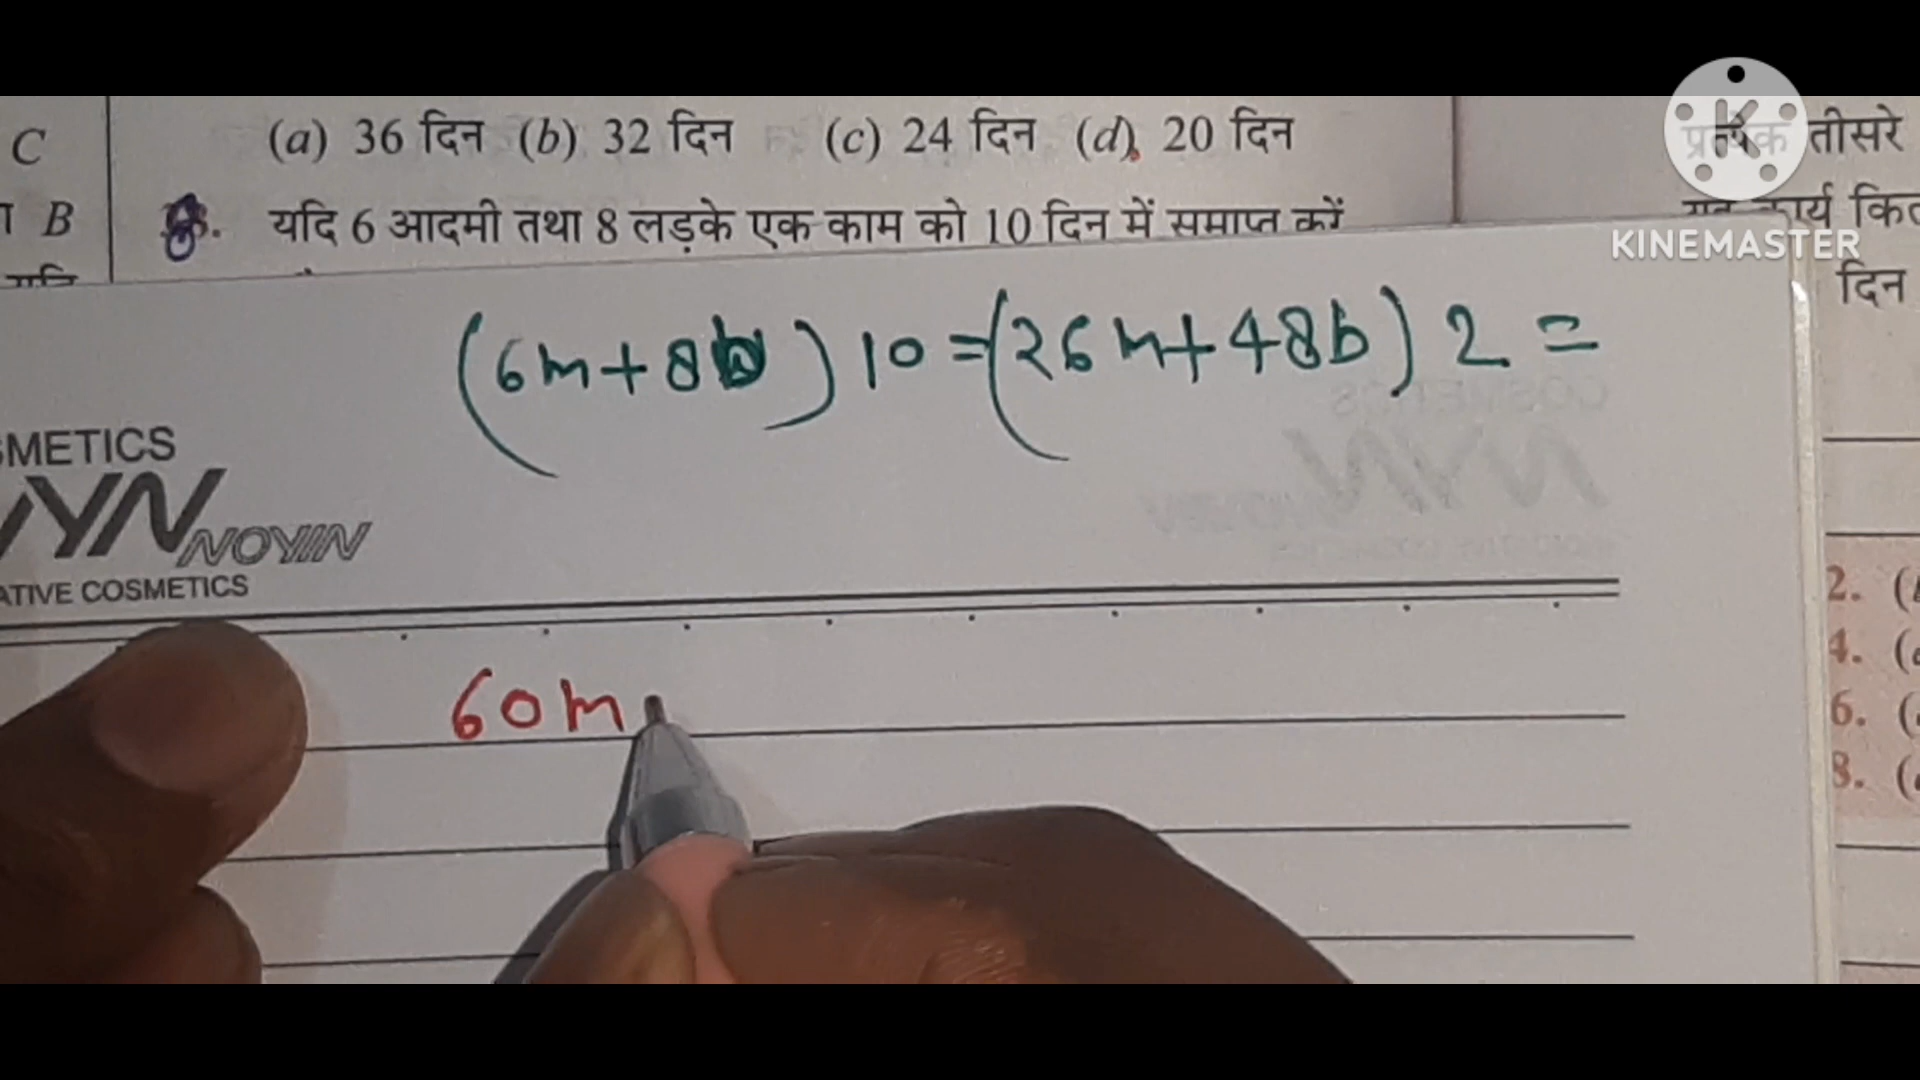 C
(a) 36 दिन (b) 32 दिन (c) 24 दिन (d) 20 दिन
तीसरे
B
यदि 6 आदमी तथा 8 लड़के एक काम को 10 दिन में समाप्त करें
KINEMASTER
दिन
(6m+8b) 10 = (26m+48b) 2 =
METICS
YN NOYIN
ATIVE COSMETICS
60m
2. (
4. (
6. (
8. (